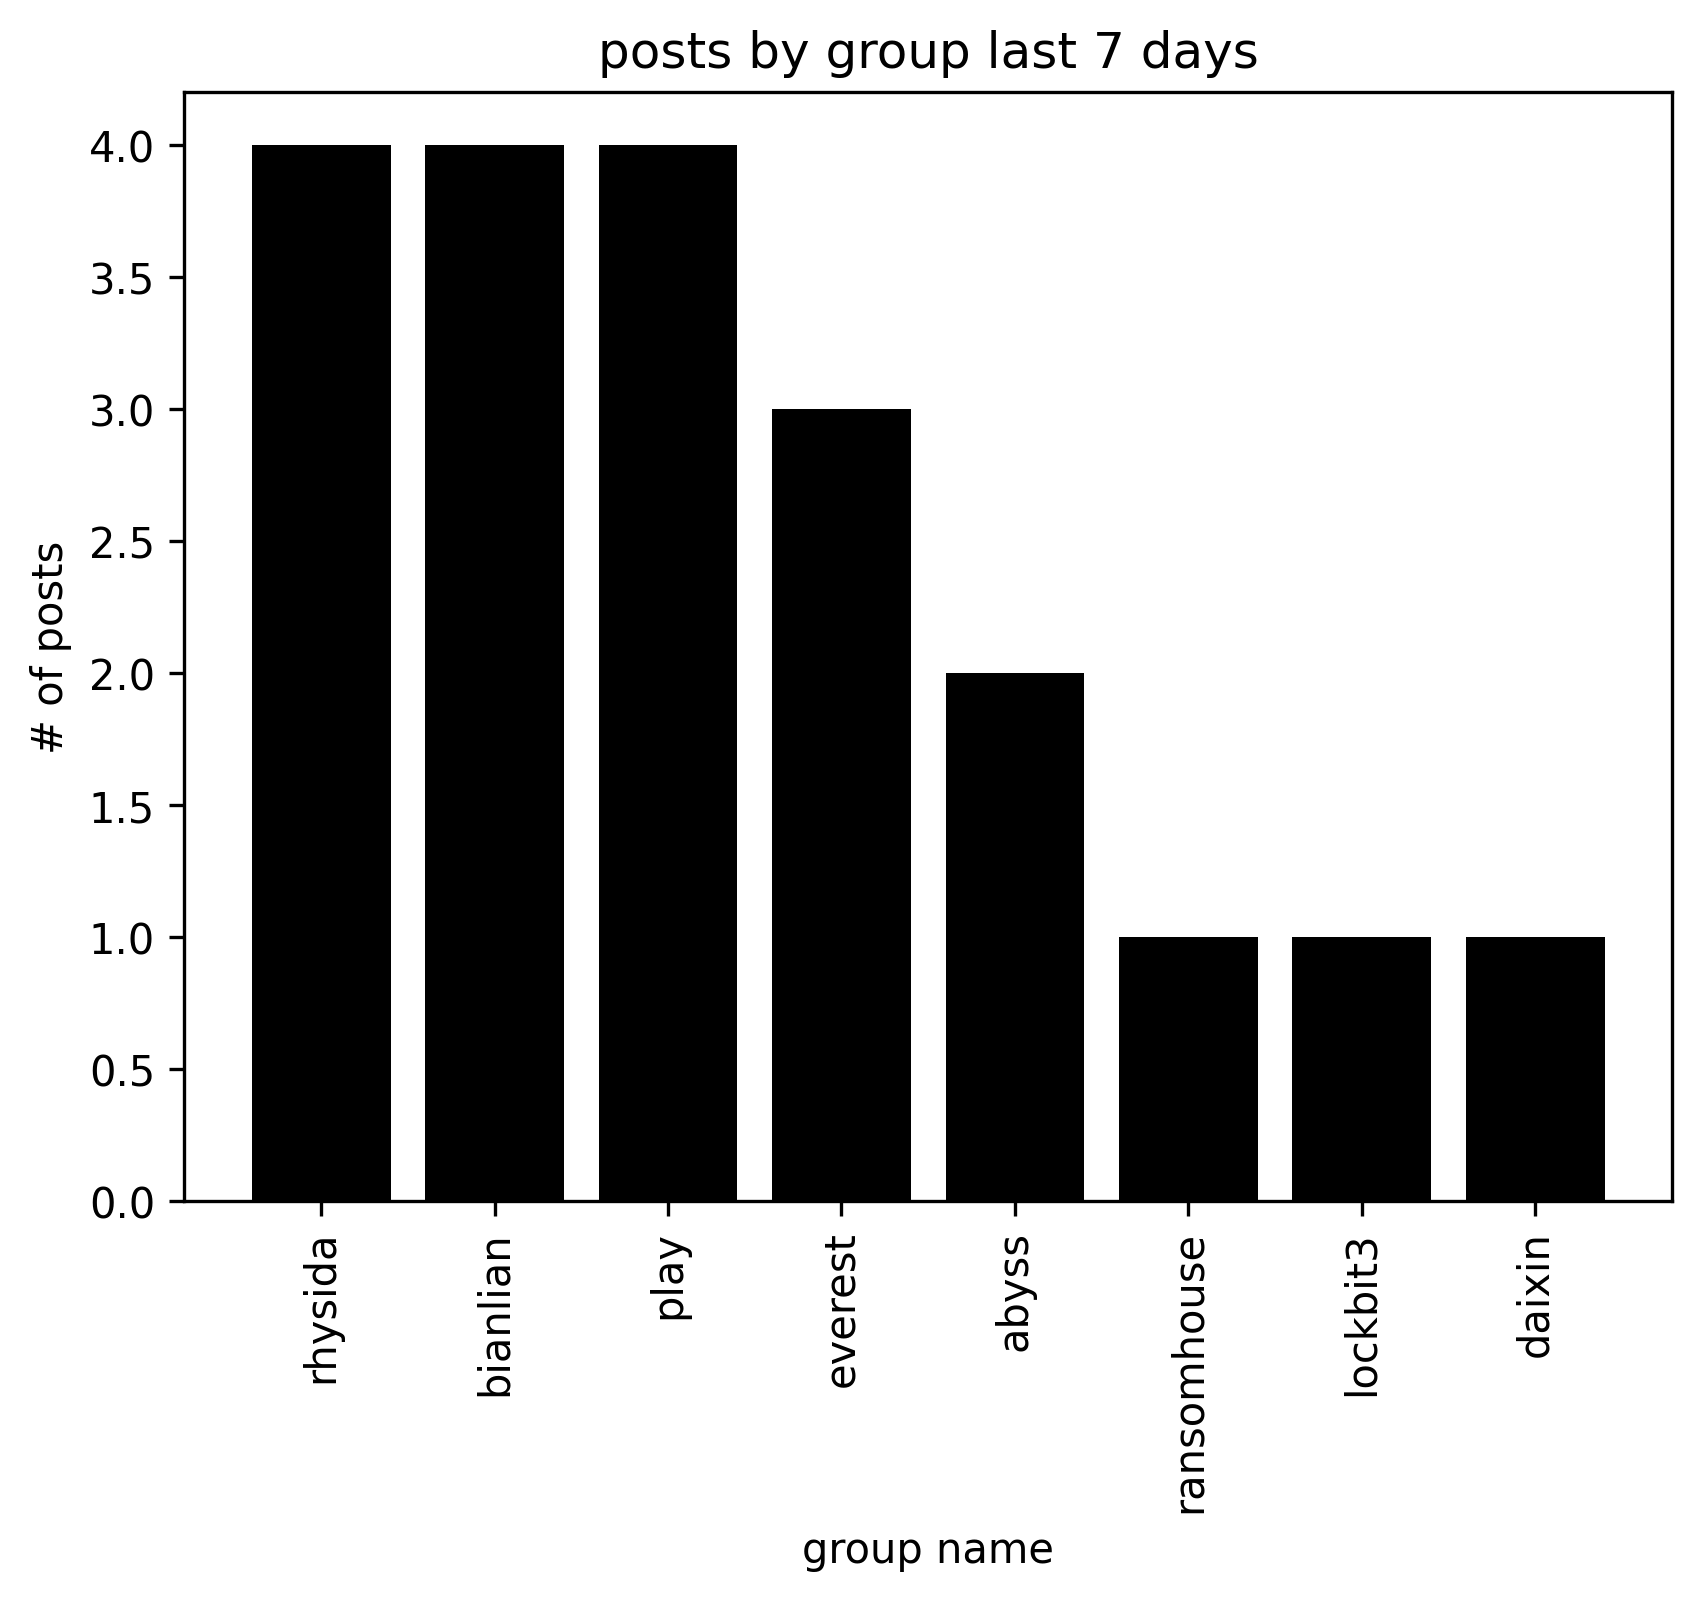 posts by group last 7 days
# of posts
4.0
3.5
3.0
2.5
2.0
1.5
1.0
0.5
0.0
rhysida
bianlian
play
everest
abyss
ransomhouse
lockbit3
daixin
group name